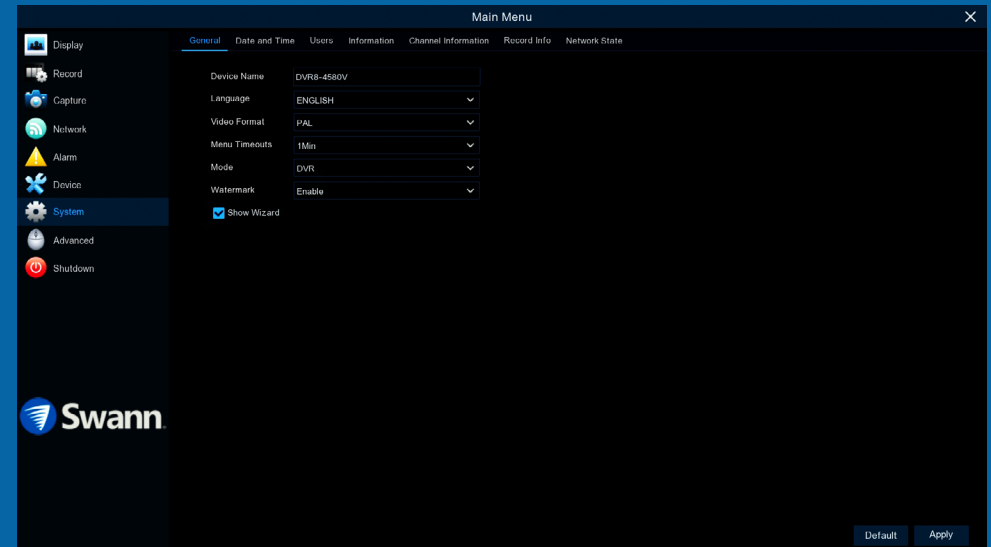 Main Menu
Display
Record
Capture
Network
Alarm
Device
System
Advanced
Shutdown
Swann
General Date and Time Users Information Channel Information Record Info Network State
Device Name DVR8-4580V
Language ENGLISH
Video Format PAL
Menu Timeouts 1Min
Mode DVR
Watermark Enable
Show Wizard
Default Apply